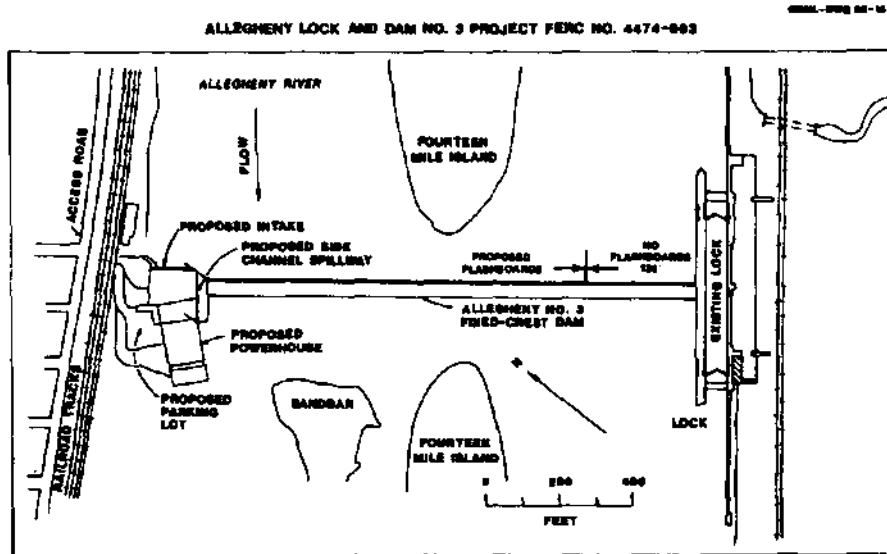 ALLEGHENY LOCK AND DAM NO. 3 PROJECT FERC NO. 4474-003
ALLEGHENY RIVER
FLOW
FOURTEEN
MILE ISLAND
ACCESS ROAD
PROPOSED INTAKE
PROPOSED SIDE
CHANNEL SPILLWAY
PROPOSED
FLASHBOARDS
NO
FLASHBOARDS
EXISTING LOCK
ALLEGHENY NO. 3
FIXED-CREST DAM
PROPOSED
POWERHOUSE
PROPOSED
PARKING
LOT
RAILROAD TRACKS
SANDBAR
FOURTEEN
MILE ISLAND
LOCK
0 200 400
FEET